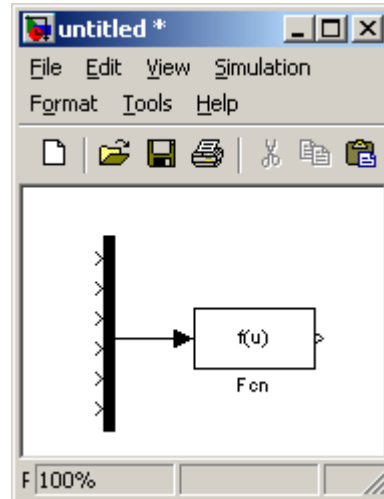 untitled *
File Edit View Simulation
Format Tools Help
f(u)
Fcn
F 100%